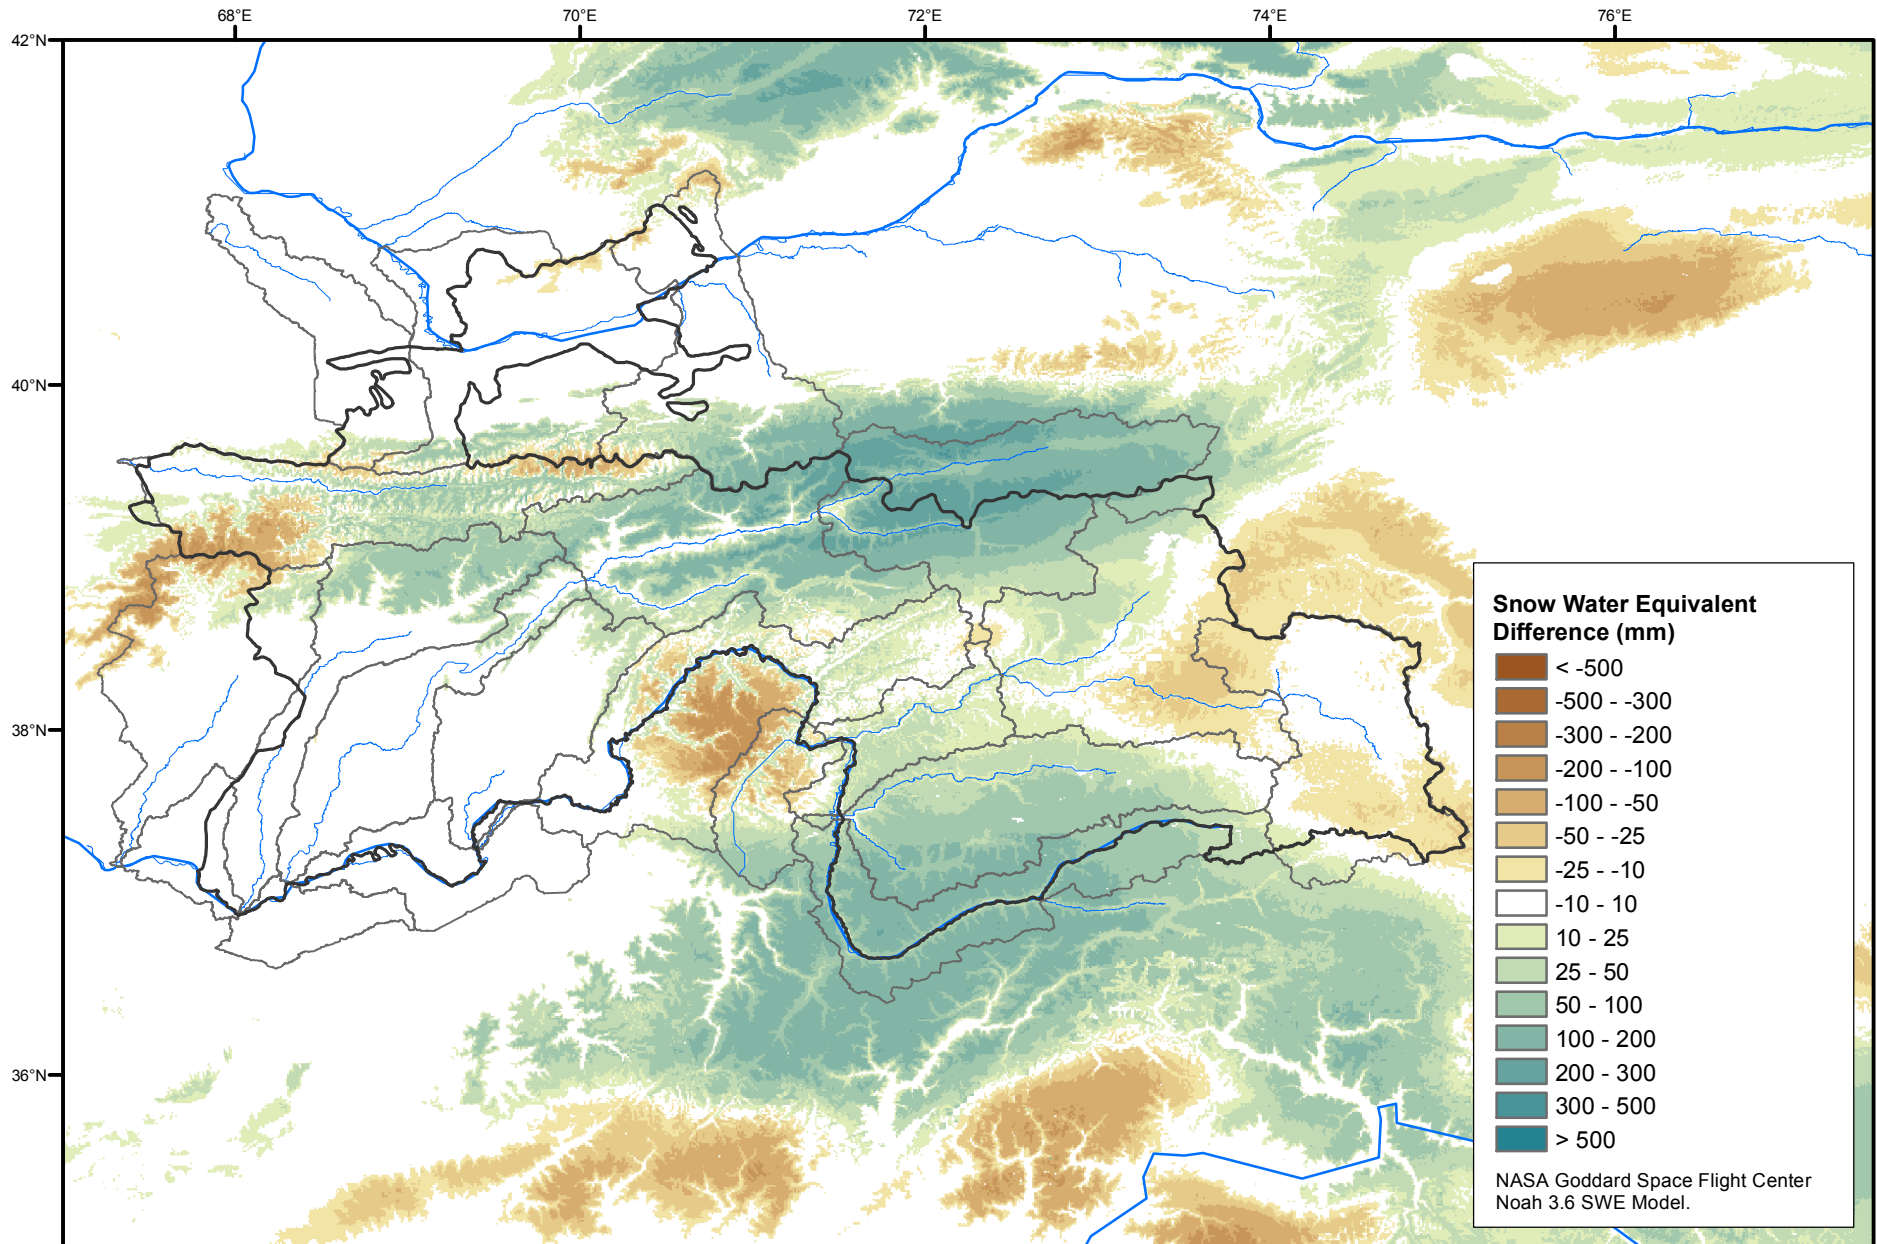 68°E 70°E 72°E 74°E 76°E
42°N
40°N
38°N
36°N
Snow Water Equivalent
Difference (mm)
< -500
-500 - -300
-300 - -200
-200 - -100
-100 - -50
-50 - -25
-25 - -10
-10 - 10
10 - 25
25 - 50
50 - 100
100 - 200
200 - 300
300 - 500
> 500
NASA Goddard Space Flight Center
Noah 3.6 SWE Model.